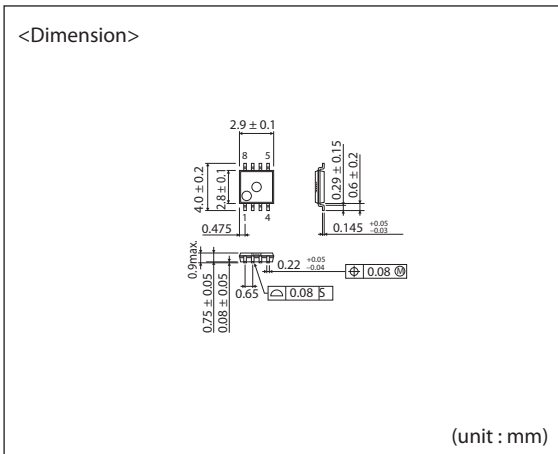 <Dimension>
2.9 ± 0.1
8 5
4.0 ± 0.2
2.8 ± 0.1
1 4
0.475
0.29 ± 0.15
0.6 ± 0.2
0.145 +0.05 −0.03
0.9max.
0.75 ± 0.05
0.08 ± 0.05
0.65
0.22 +0.05 −0.04
⌖ 0.08 Ⓜ
⌓ 0.08 S
(unit : mm)